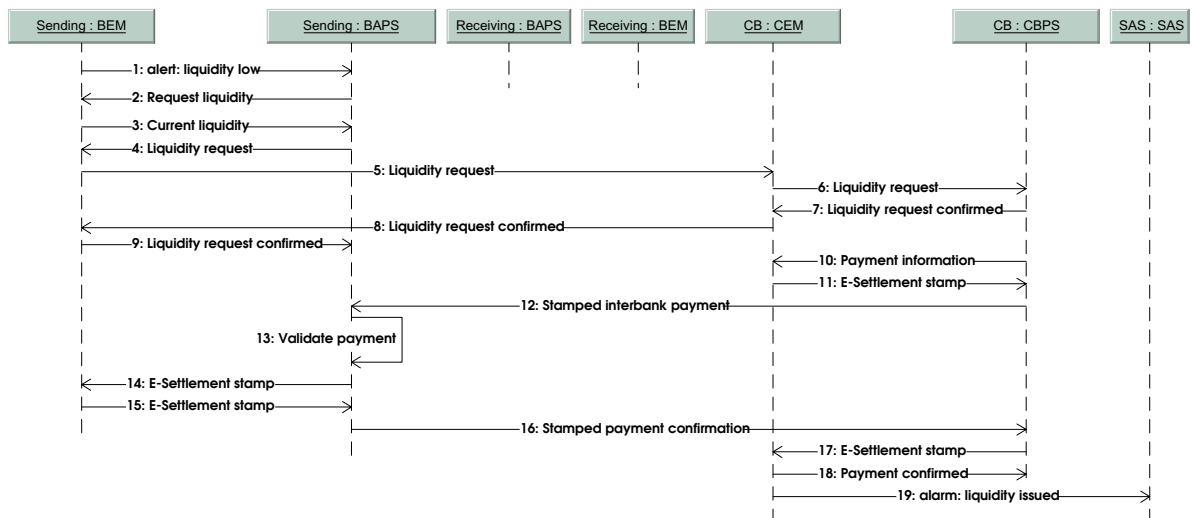 Sending : BEM
Sending : BAPS
Receiving : BAPS
Receiving : BEM
CB : CEM
CB : CBPS
SAS : SAS
1: alert: liquidity low
2: Request liquidity
3: Current liquidity
4: Liquidity request
5: Liquidity request
6: Liquidity request
7: Liquidity request confirmed
8: Liquidity request confirmed
9: Liquidity request confirmed
10: Payment information
11: E-Settlement stamp
12: Stamped interbank payment
13: Validate payment
14: E-Settlement stamp
15: E-Settlement stamp
16: Stamped payment confirmation
17: E-Settlement stamp
18: Payment confirmed
19: alarm: liquidity issued